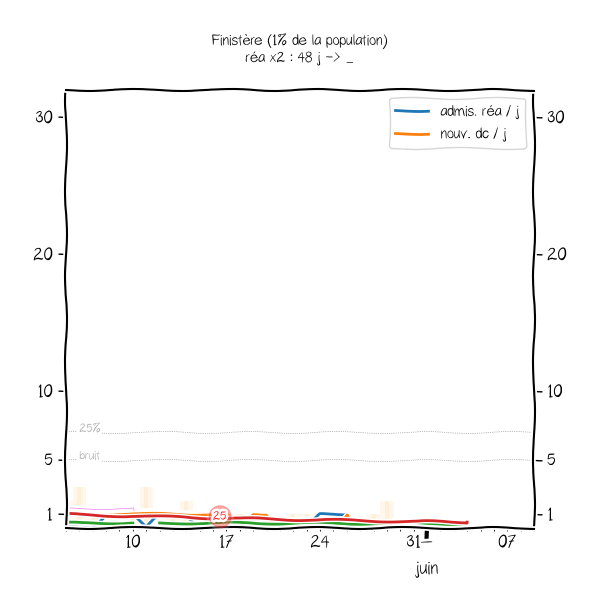 Finistère (1% de la population)
réa x2 : 48 j -> _
admis. réa / j
nouv. dc / j
30
30
20
20
10
10
25%
5
bruit
5
1
25
1
10
17
24
31
07
juin